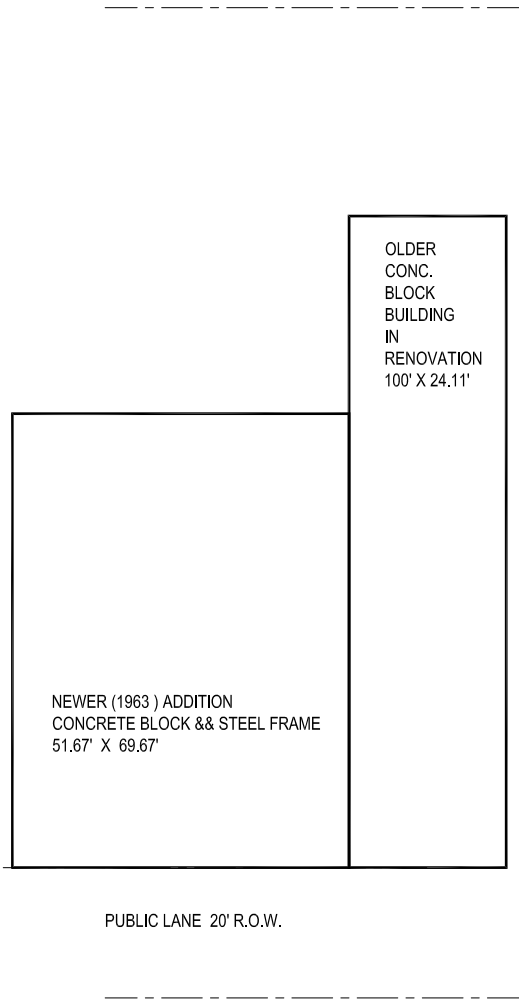 OLDER
CONC.
BLOCK
BUILDING
IN
RENOVATION
100' X 24.11'
NEWER (1963 ) ADDITION
CONCRETE BLOCK && STEEL FRAME
51.67'  X  69.67'
PUBLIC LANE  20' R.O.W.